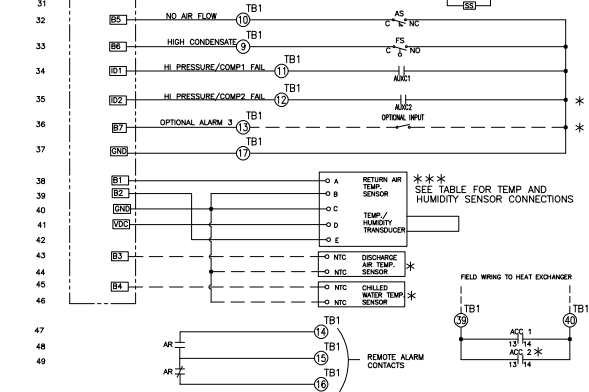 31
SS
32 B5 NO AIR FLOW TB1 10 AS C NC
33 B6 HIGH CONDENSATE TB1 9 FS C NO
34 ID1 HI PRESSURE/COMP1 FAIL TB1 11 AUXC1
35 ID2 HI PRESSURE/COMP2 FAIL TB1 12 AUXC2 *
36 B7 OPTIONAL ALARM 3 TB1 13 OPTIONAL INPUT *
37 GND TB1 17
38 B1 A RETURN AIR TEMP. SENSOR ***
SEE TABLE FOR TEMP AND
HUMIDITY SENSOR CONNECTIONS
39 B2 B
40 GND C
41 VDC D TEMP./ HUMIDITY TRANSDUCER
42 E
43 B3 NTC DISCHARGE AIR TEMP. SENSOR *
44 NTC
45 B4 NTC CHILLED WATER TEMP. SENSOR *
46 NTC
FIELD WIRING TO HEAT EXCHANGER
TB1 39 TB1 40
ACC 1
13 14
ACC 2 *
13 14
47 TB1 14
48 AR
TB1 15 REMOTE ALARM CONTACTS
49 AR
TB1 16